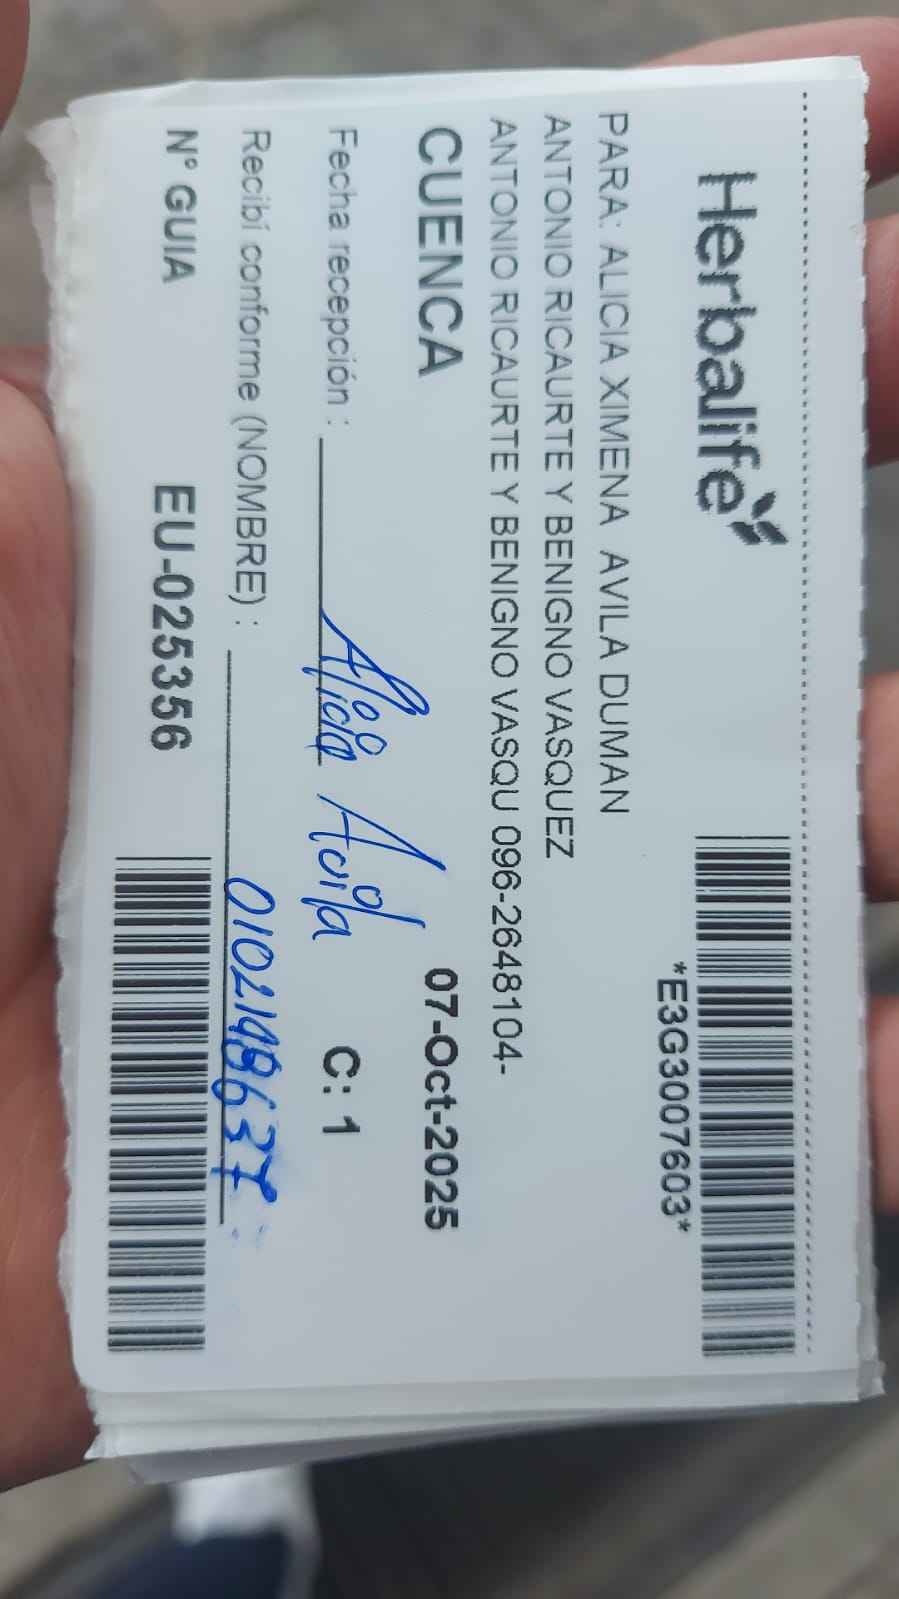 Herbalife
*E3G3007603*
PARA: ALICIA XIMENA AVILA DUMAN
ANTONIO RICAURTE Y BENIGNO VASQUEZ
ANTONIO RICAURTE Y BENIGNO VASQU 096-2648104-
CUENCA 07-Oct-2025
Fecha recepción : Alicia Avila C: 1
Recibí conforme (NOMBRE) : 0102148637 :
N° GUIA EU-025356